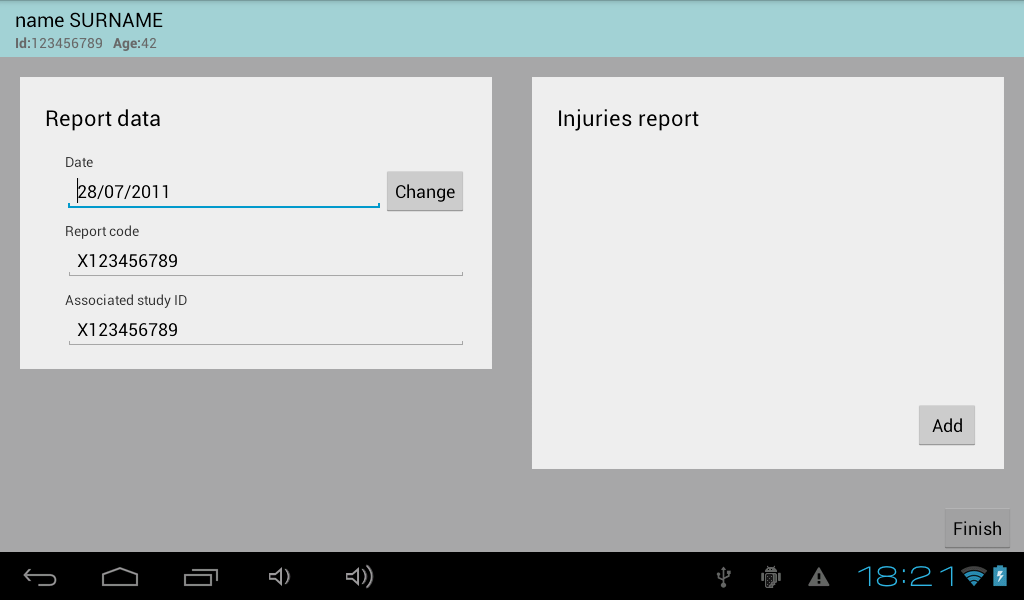 name SURNAME
Id:123456789 Age:42
Report data
Date
28/07/2011 Change
Report code
X123456789
Associated study ID
X123456789
Injuries report
Add
Finish
18:21